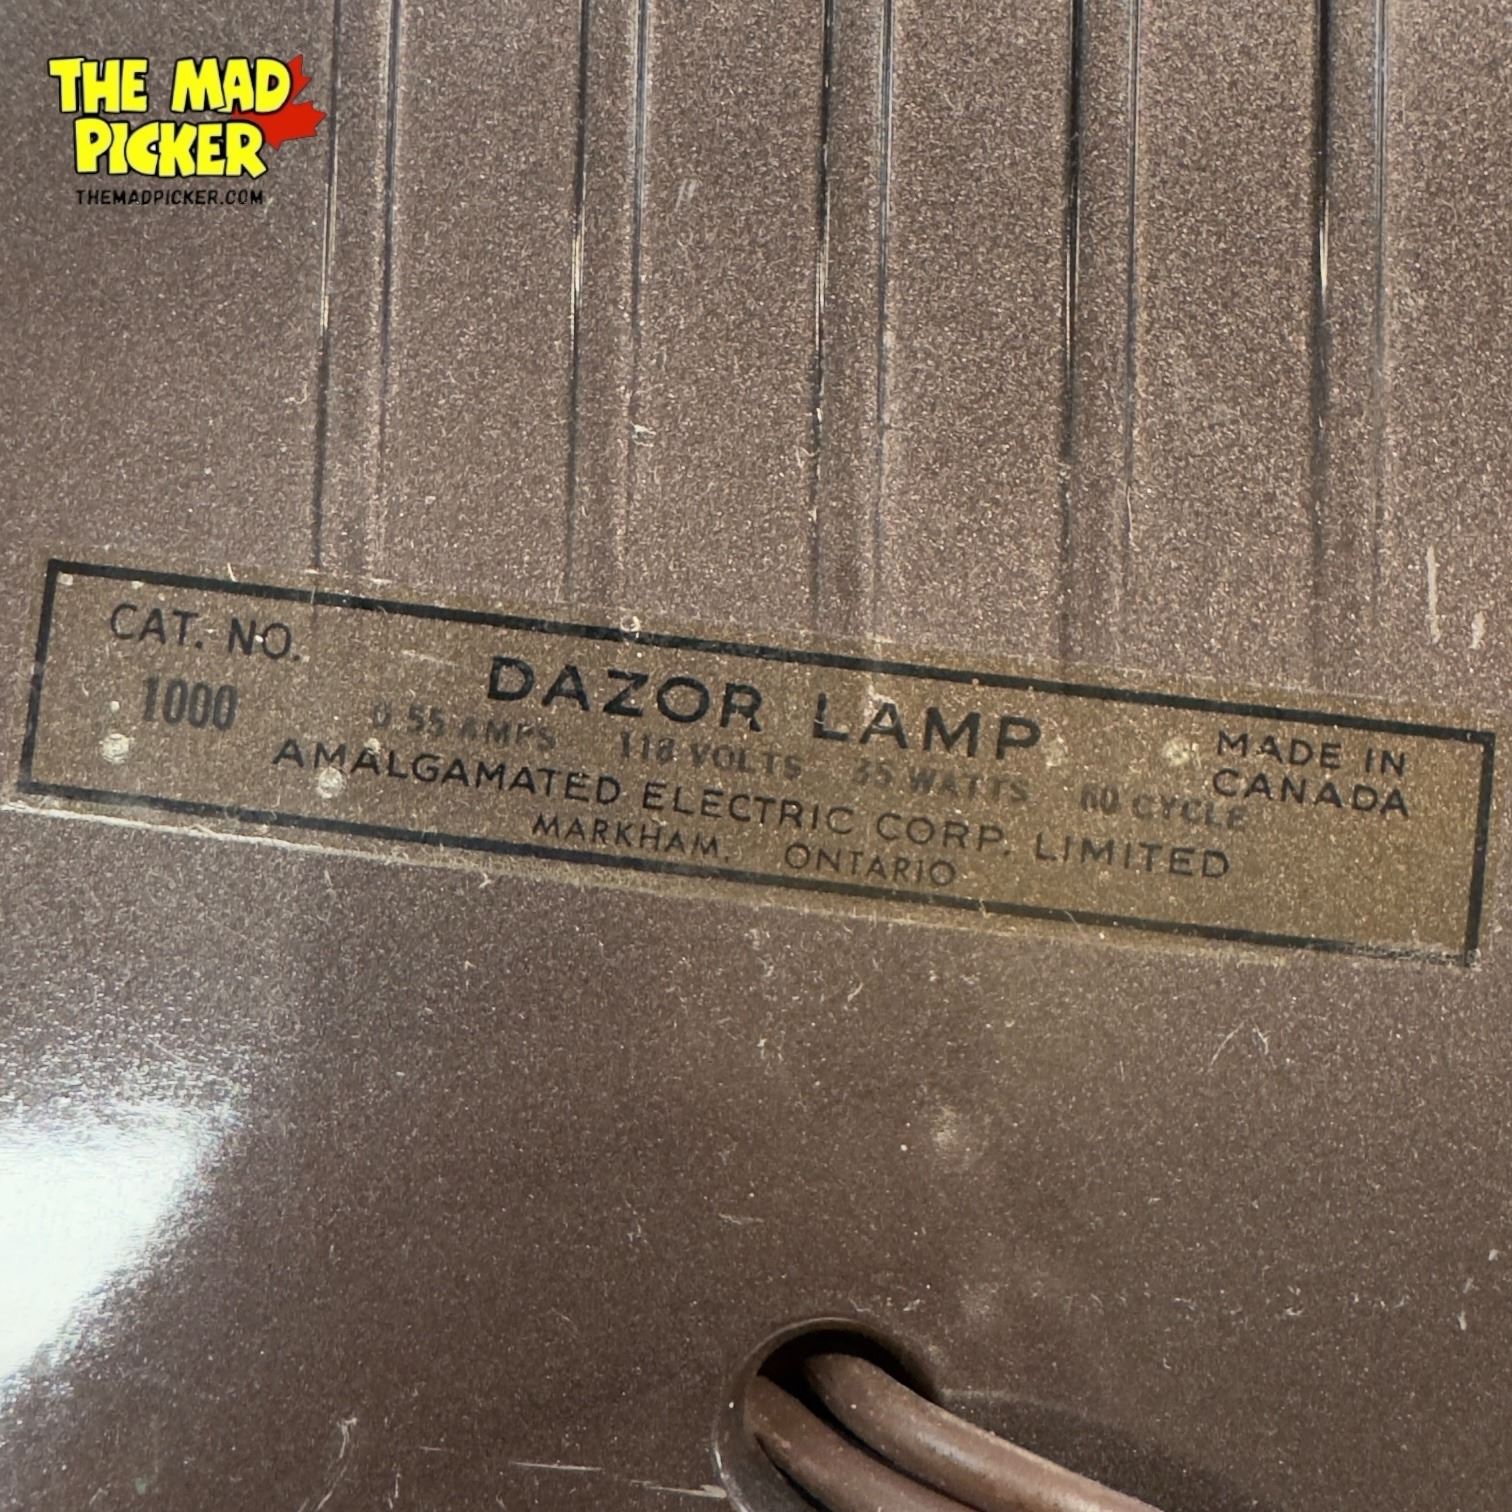 THE MAD
PICKER
THEMADPICKER.COM
CAT. NO.
1000
DAZOR LAMP
0.55 AMPS 118 VOLTS 35 WATTS 60 CYCLE
MADE IN
CANADA
AMALGAMATED ELECTRIC CORP. LIMITED
MARKHAM, ONTARIO